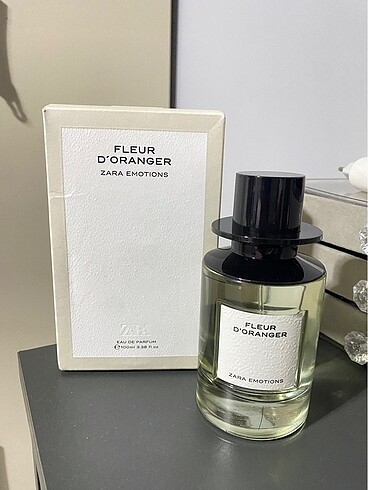 FLEUR
D'ORANGER
ZARA EMOTIONS
ZARA
EAU DE PARFUM
℮100ml 3.38 fl oz
FLEUR
D'ORANGER
ZARA EMOTIONS